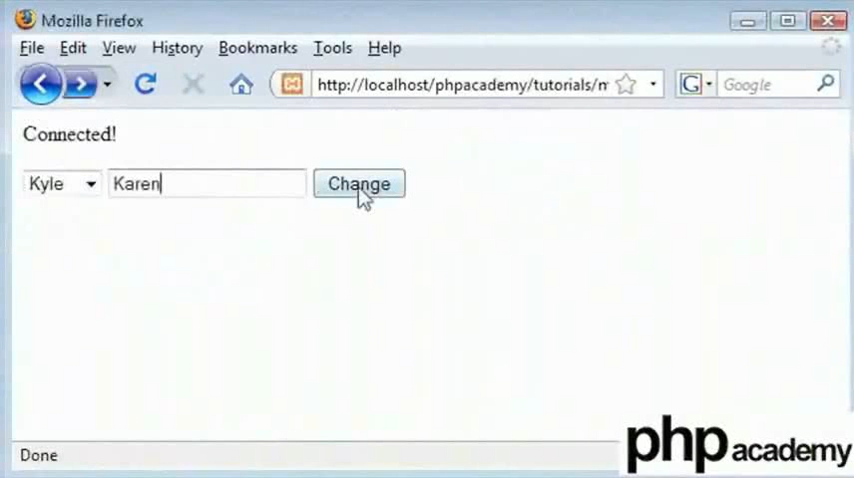 Mozilla Firefox
File Edit View History Bookmarks Tools Help
http://localhost/phpacademy/tutorials/m G Google
Connected!
Kyle Karen Change
Done
php academy